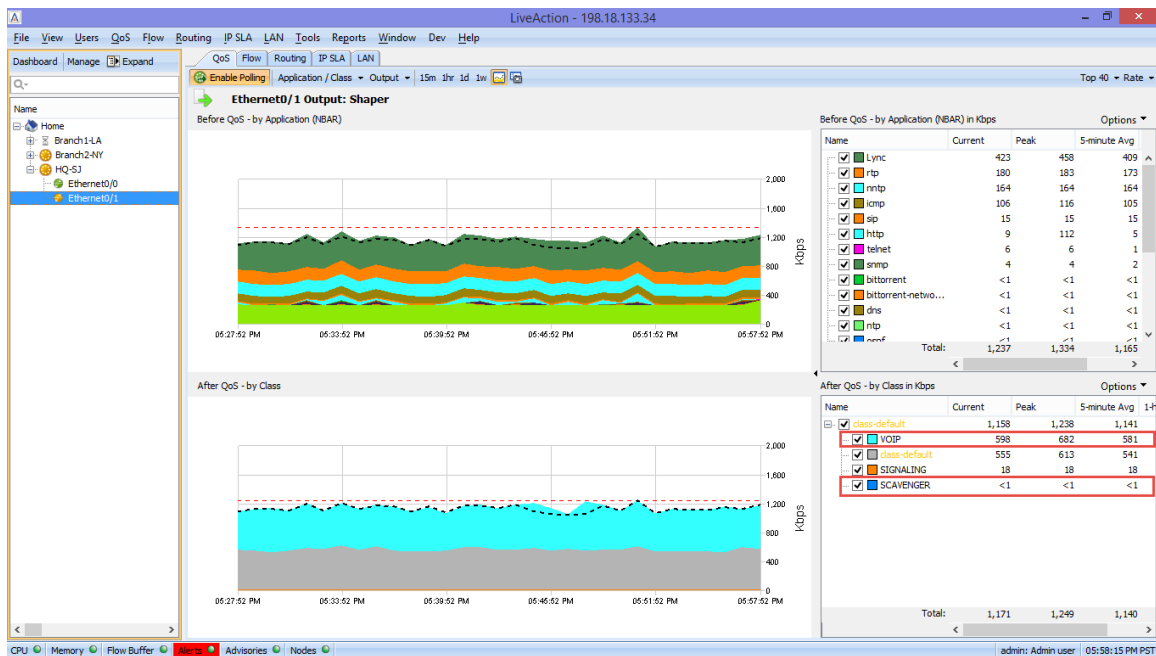 LiveAction - 198.18.133.34
File View Users QoS Flow Routing IP SLA LAN Tools Reports Window Dev Help
Dashboard Manage Expand
QoS Flow Routing IP SLA LAN
Enable Polling Application / Class Output 15m 1hr 1d 1w
Top 40 Rate
Name
Home
Branch1-LA
Branch2-NY
HQ-SJ
Ethernet0/0
Ethernet0/1
Ethernet0/1 Output: Shaper
Before QoS - by Application (NBAR)
2,000
1,600
1,200
800
400
0
Kbps
05:27:52 PM 05:33:52 PM 05:39:52 PM 05:45:52 PM 05:51:52 PM 05:57:52 PM
Before QoS - by Application (NBAR) in Kbps Options
Name Current Peak 5-minute Avg
Lync 423 458 409
rtp 180 183 173
nntp 164 164 164
icmp 106 116 105
sip 15 15 15
http 9 112 5
telnet 6 6 1
snmp 4 4 2
bittorrent <1 <1 <1
bittorrent-netwo... <1 <1 <1
dns <1 <1 <1
ntp <1 <1 <1
ospf <1 <1 <1
Total: 1,237 1,334 1,165
After QoS - by Class
2,000
1,600
1,200
800
400
0
Kbps
05:27:52 PM 05:33:52 PM 05:39:52 PM 05:45:52 PM 05:51:52 PM 05:57:52 PM
After QoS - by Class in Kbps Options
Name Current Peak 5-minute Avg 1-h
class-default 1,158 1,238 1,141
VOIP 598 682 581
class-default 555 613 541
SIGNALING 18 18 18
SCAVENGER <1 <1 <1
Total: 1,171 1,249 1,140
CPU Memory Flow Buffer Alerts Advisories Nodes
admin: Admin user 05:58:15 PM PST